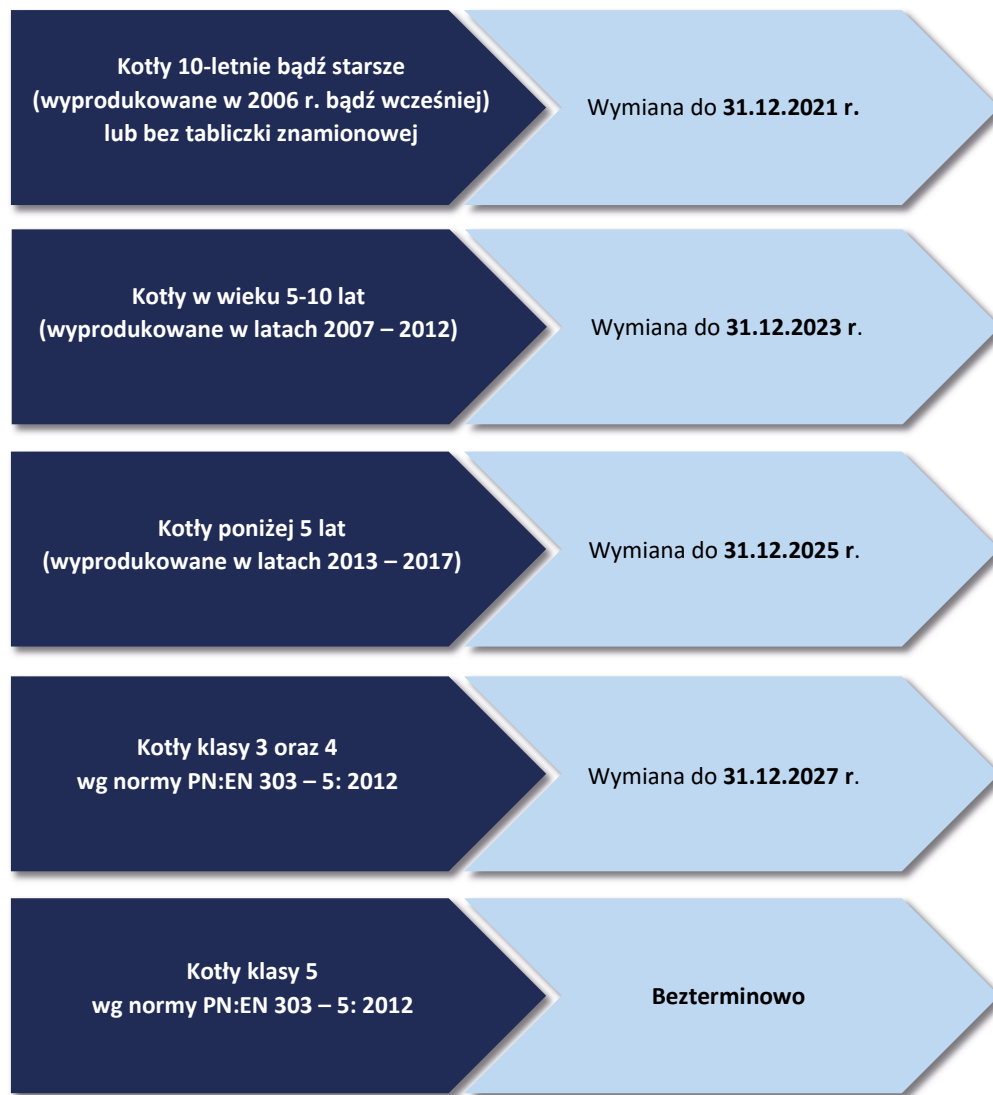 Kotły 10-letnie bądź starsze
(wyprodukowane w 2006 r. bądź wcześniej)
lub bez tabliczki znamionowej
Wymiana do 31.12.2021 r.
Kotły w wieku 5-10 lat
(wyprodukowane w latach 2007 – 2012)
Wymiana do 31.12.2023 r.
Kotły poniżej 5 lat
(wyprodukowane w latach 2013 – 2017)
Wymiana do 31.12.2025 r.
Kotły klasy 3 oraz 4
wg normy PN:EN 303 – 5: 2012
Wymiana do 31.12.2027 r.
Kotły klasy 5
wg normy PN:EN 303 – 5: 2012
Bezterminowo